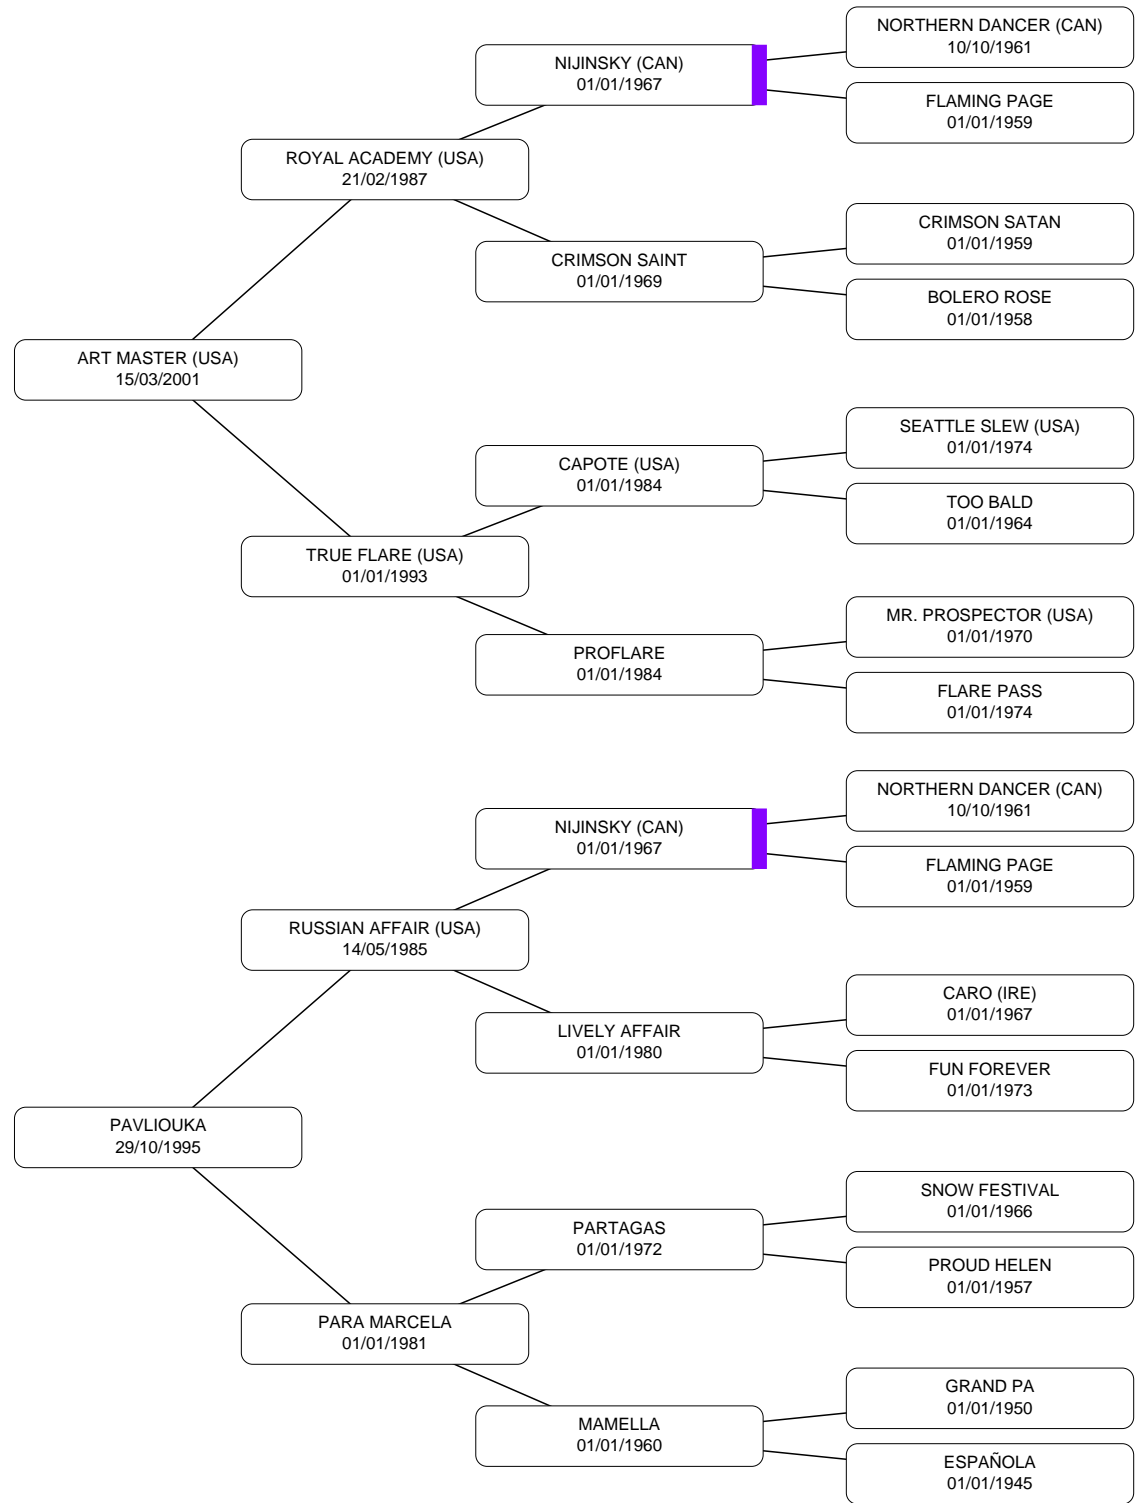 NORTHERN DANCER (CAN)
10/10/1961
NIJINSKY (CAN)
01/01/1967
FLAMING PAGE
01/01/1959
ROYAL ACADEMY (USA)
21/02/1987
CRIMSON SATAN
01/01/1959
CRIMSON SAINT
01/01/1969
BOLERO ROSE
01/01/1958
ART MASTER (USA)
15/03/2001
SEATTLE SLEW (USA)
01/01/1974
CAPOTE (USA)
01/01/1984
TOO BALD
01/01/1964
TRUE FLARE (USA)
01/01/1993
MR. PROSPECTOR (USA)
01/01/1970
PROFLARE
01/01/1984
FLARE PASS
01/01/1974
NORTHERN DANCER (CAN)
10/10/1961
NIJINSKY (CAN)
01/01/1967
FLAMING PAGE
01/01/1959
RUSSIAN AFFAIR (USA)
14/05/1985
CARO (IRE)
01/01/1967
LIVELY AFFAIR
01/01/1980
FUN FOREVER
01/01/1973
PAVLIOUKA
29/10/1995
SNOW FESTIVAL
01/01/1966
PARTAGAS
01/01/1972
PROUD HELEN
01/01/1957
PARA MARCELA
01/01/1981
GRAND PA
01/01/1950
MAMELLA
01/01/1960
ESPAÑOLA
01/01/1945